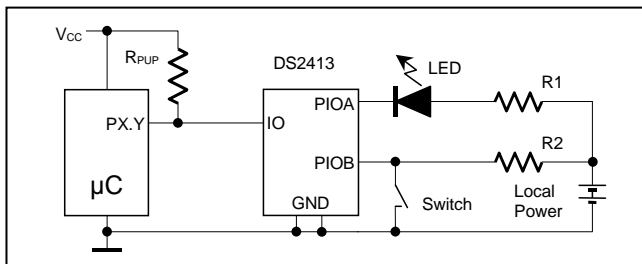 VCC
RPUP
DS2413
LED
R1
PIOA
PX.Y
IO
R2
PIOB
µC
GND
Switch
Local
Power